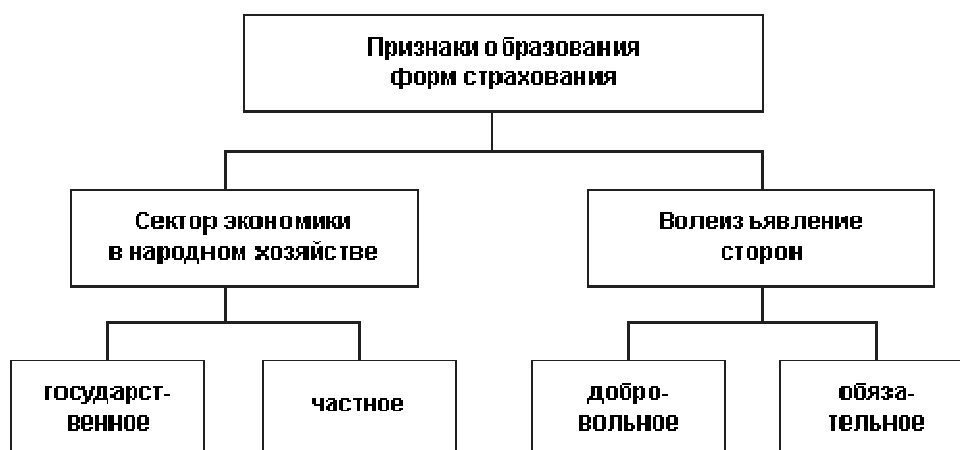 Признаки образования
форм страхования
Сектор экономики
в народном хозяйстве
Волеизъявление
сторон
государст-
венное
частное
добро-
вольное
обяза-
тельное